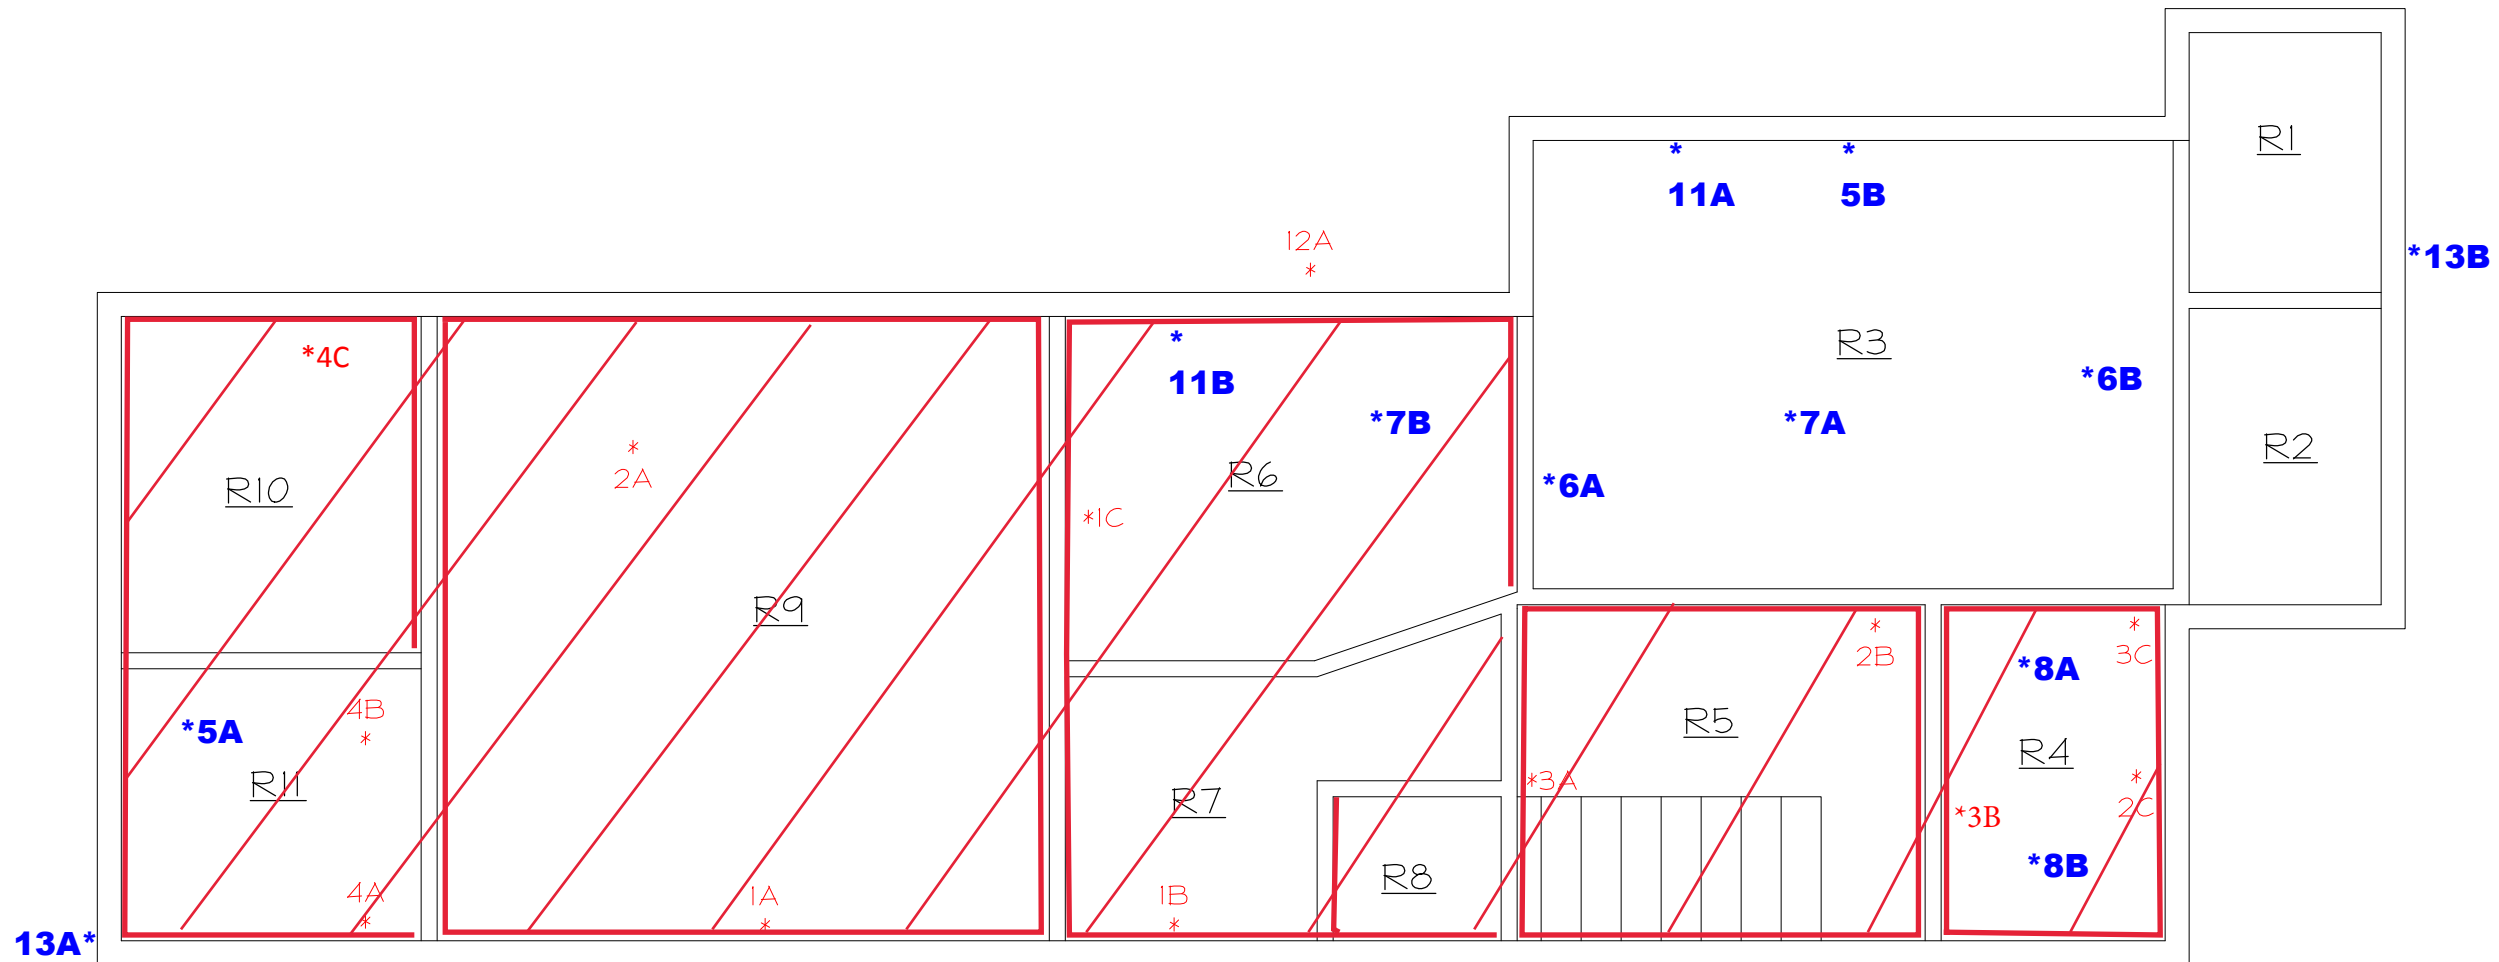 R1
*
*
11A
5B
12A
*
*13B
*4C
*
11B
R3
*6B
*7B
*7A
*
2A
R2
R10
R6
*6A
*1C
R9
*
2B
*
3C
*8A
4B
*
*5A
R5
R4
R11
R7
*3A
*
2C
*3B
R8
*8B
4A
*
1A
*
1B
*
13A*